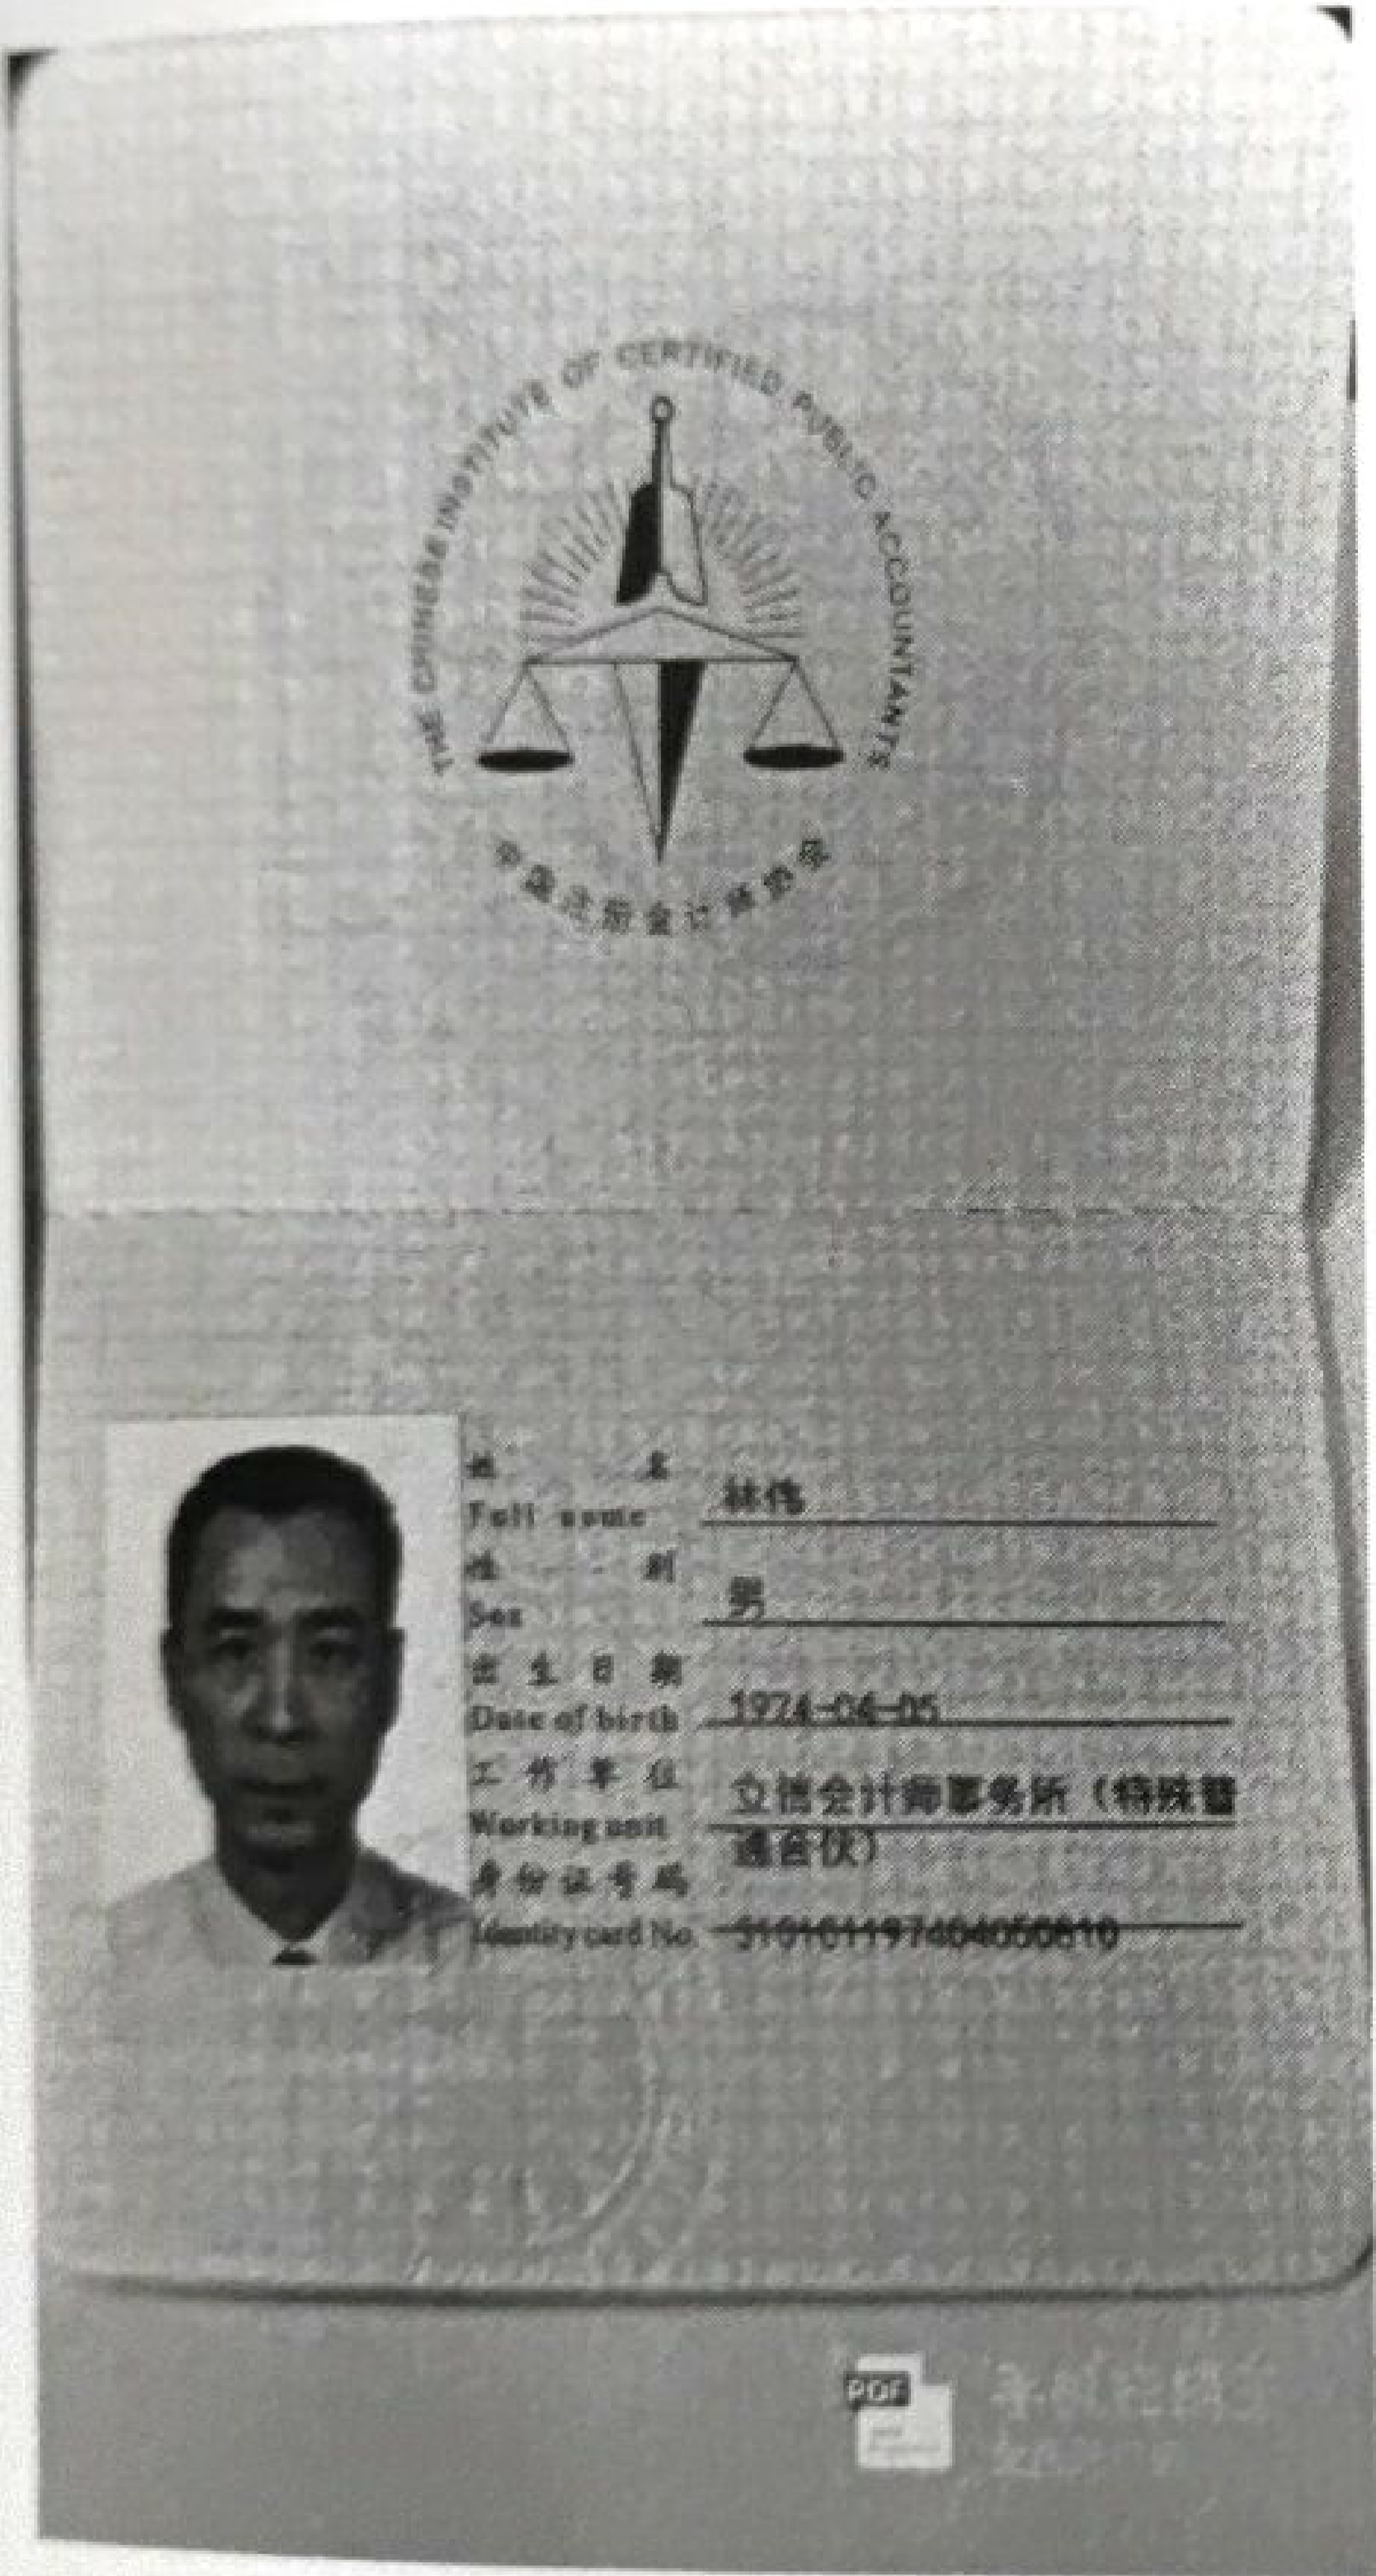 THE CHINESE INSTITUTE OF CERTIFIED PUBLIC ACCOUNTANTS
中国注册会计师协会
姓名
Full name
林伟
性别
Sex
男
出生日期
Date of birth
1974-04-05
工作单位
Working unit
立信会计师事务所（特殊普
通合伙）
身份证号码
Identity card No.
PDF